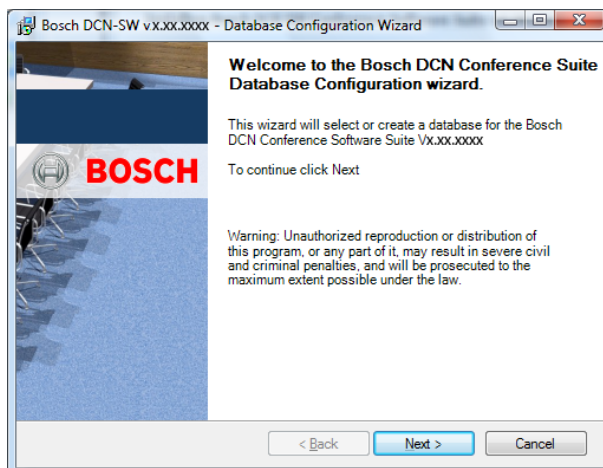 Bosch DCN-SW vx.xx.xxxx - Database Configuration Wizard
Welcome to the Bosch DCN Conference Suite
Database Configuration wizard.
This wizard will select or create a database for the Bosch
DCN Conference Software Suite Vx.xx.xxxx
BOSCH
To continue click Next
Warning: Unauthorized reproduction or distribution of
this program, or any part of it, may result in severe civil
and criminal penalties, and will be prosecuted to the
maximum extent possible under the law.
< Back
Next >
Cancel